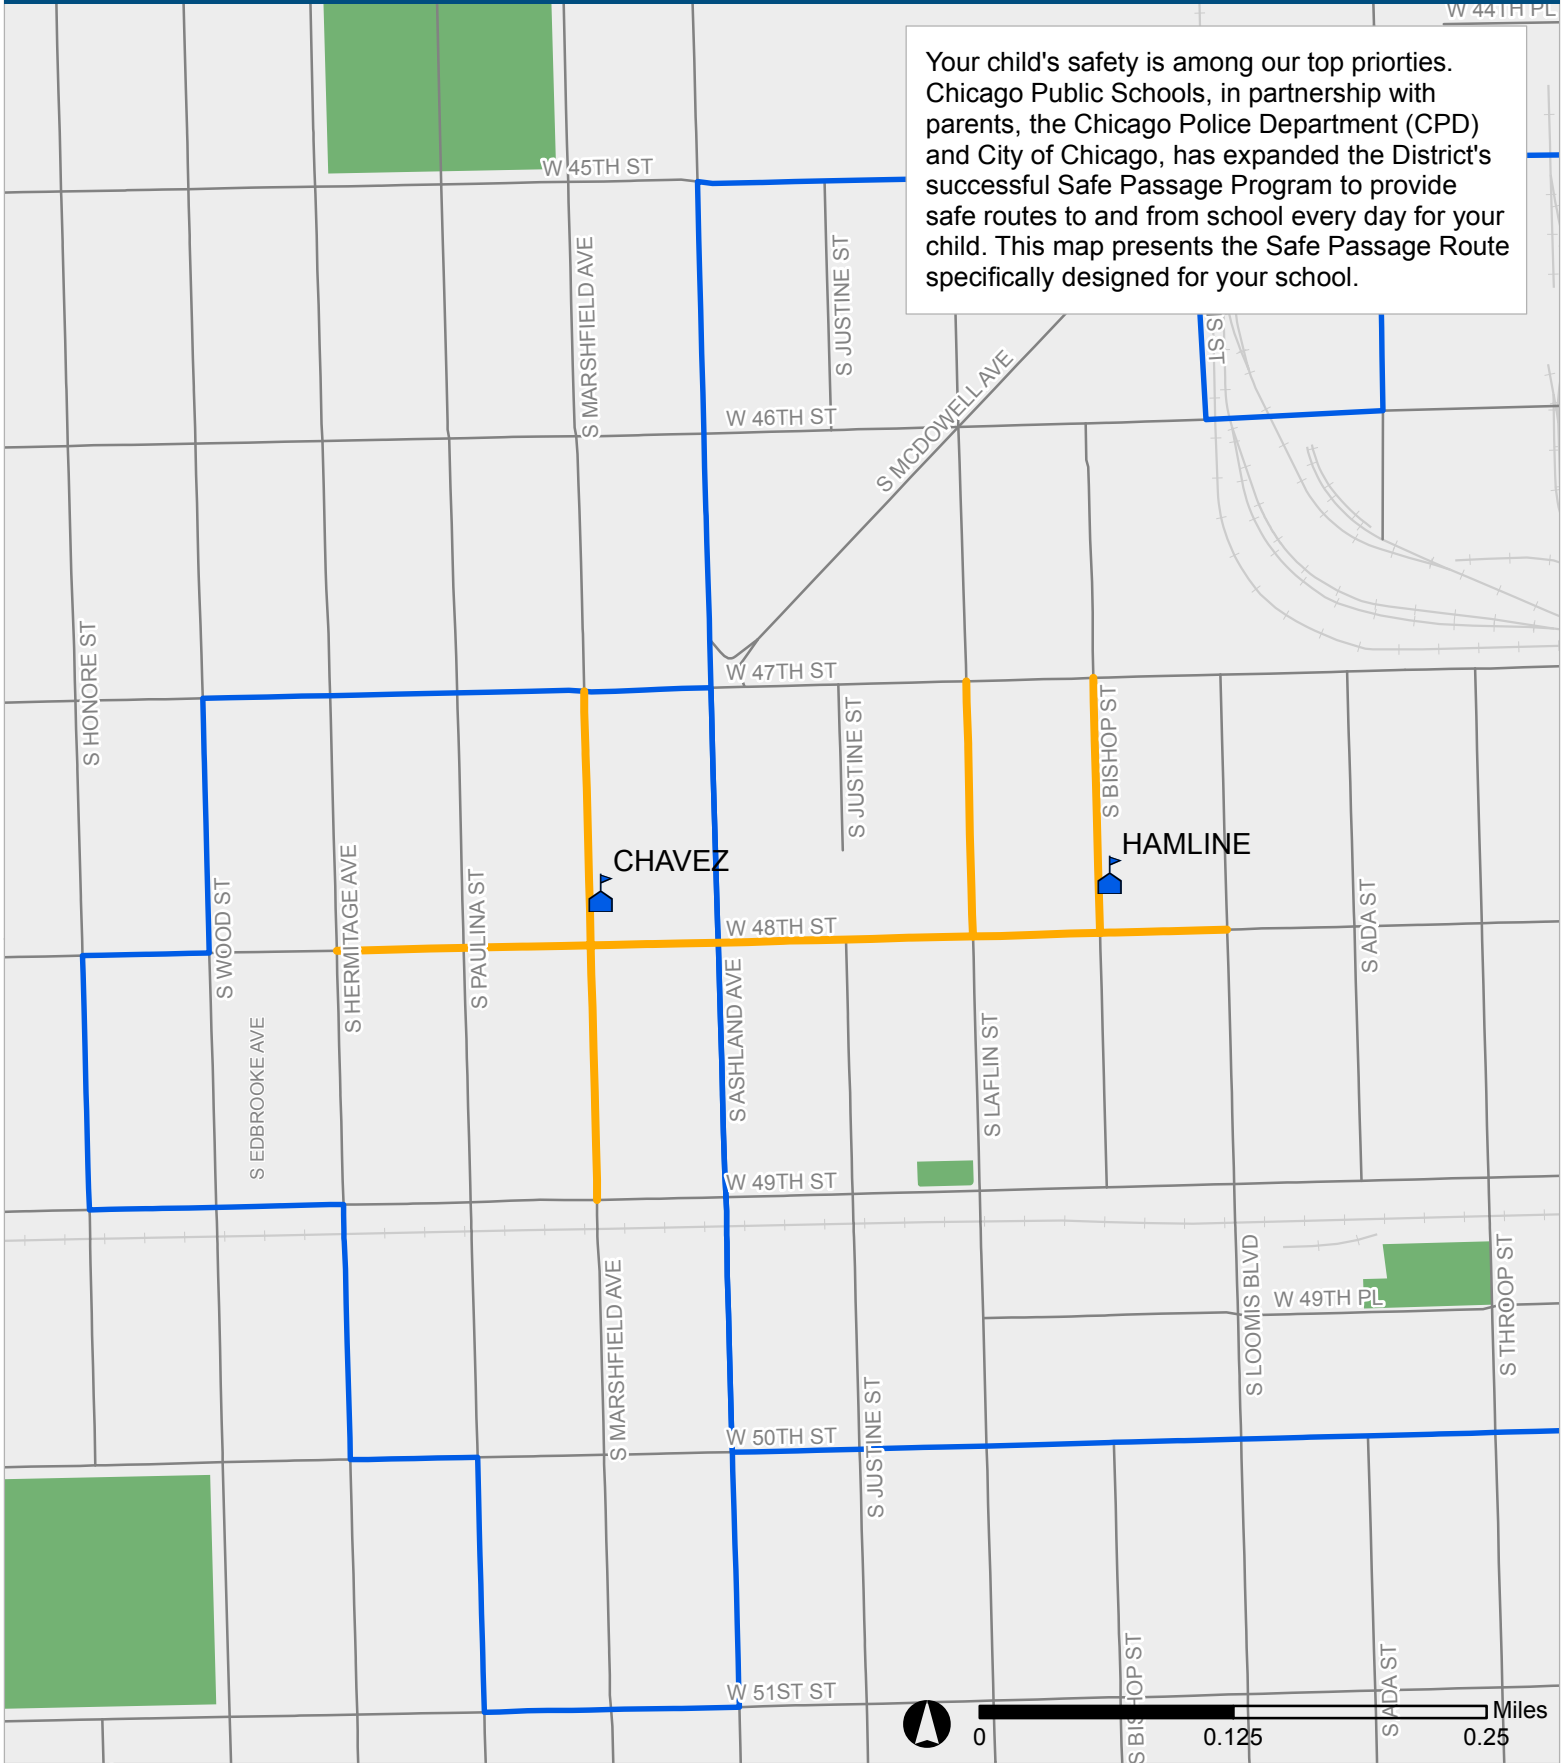 W 44TH PL
Your child's safety is among our top priorties.
Chicago Public Schools, in partnership with
parents, the Chicago Police Department (CPD)
and City of Chicago, has expanded the District's
successful Safe Passage Program to provide
safe routes to and from school every day for your
child. This map presents the Safe Passage Route
specifically designed for your school.
W 45TH ST
S MARSHFIELD AVE
S JUSTINE ST
S ST
S MCDOWELL AVE
W 46TH ST
S HONORE ST
W 47TH ST
S JUSTINE ST
S BISHOP ST
CHAVEZ
HAMLINE
S WOOD ST
S HERMITAGE AVE
S PAULINA ST
W 48TH ST
S ADA ST
S EDBROOKE AVE
S ASHLAND AVE
S LAFLIN ST
W 49TH ST
S MARSHFIELD AVE
S LOOMIS BLVD
W 49TH PL
S THROOP ST
S JUSTINE ST
W 50TH ST
S BISHOP ST
S ADA ST
W 51ST ST
Miles
0 0.125 0.25